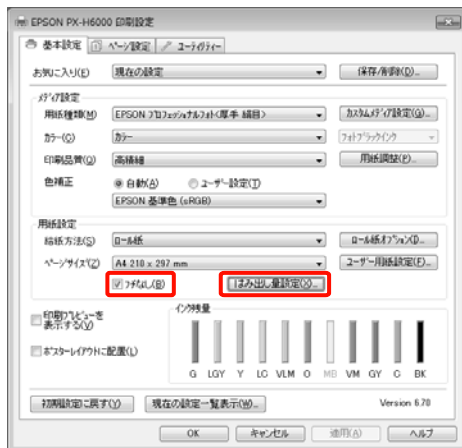 EPSON PX-H6000 印刷設定
基本設定 ページ設定 ユーティリティー
お気に入り(E) 現在の設定 保存/削除(D)...
メディア設定
用紙種類(M) EPSON プロフェッショナルフォト<厚手 絹目> カスタムメディア設定(G)...
カラー(C) カラー フォトブラックインク
印刷品質(Q) 高精細 用紙調整(P)...
色補正 自動(A) ユーザー設定(T)
EPSON 基準色 (sRGB)
用紙設定
給紙方法(S) ロール紙 ロール紙オプション(I)...
ページサイズ(Z) A4 210 x 297 mm ユーザー用紙設定(F)...
フチなし(B) はみ出し量設定(X)...
印刷プレビューを
表示する(V)
ポスターレイアウトに
配置(L)
インク残量
G LGY Y LC VLM O MB VM GY C BK
初期設定に戻す(Y) 現在の設定一覧表示(W)... Version 6.70
OK キャンセル 適用(A) ヘルプ